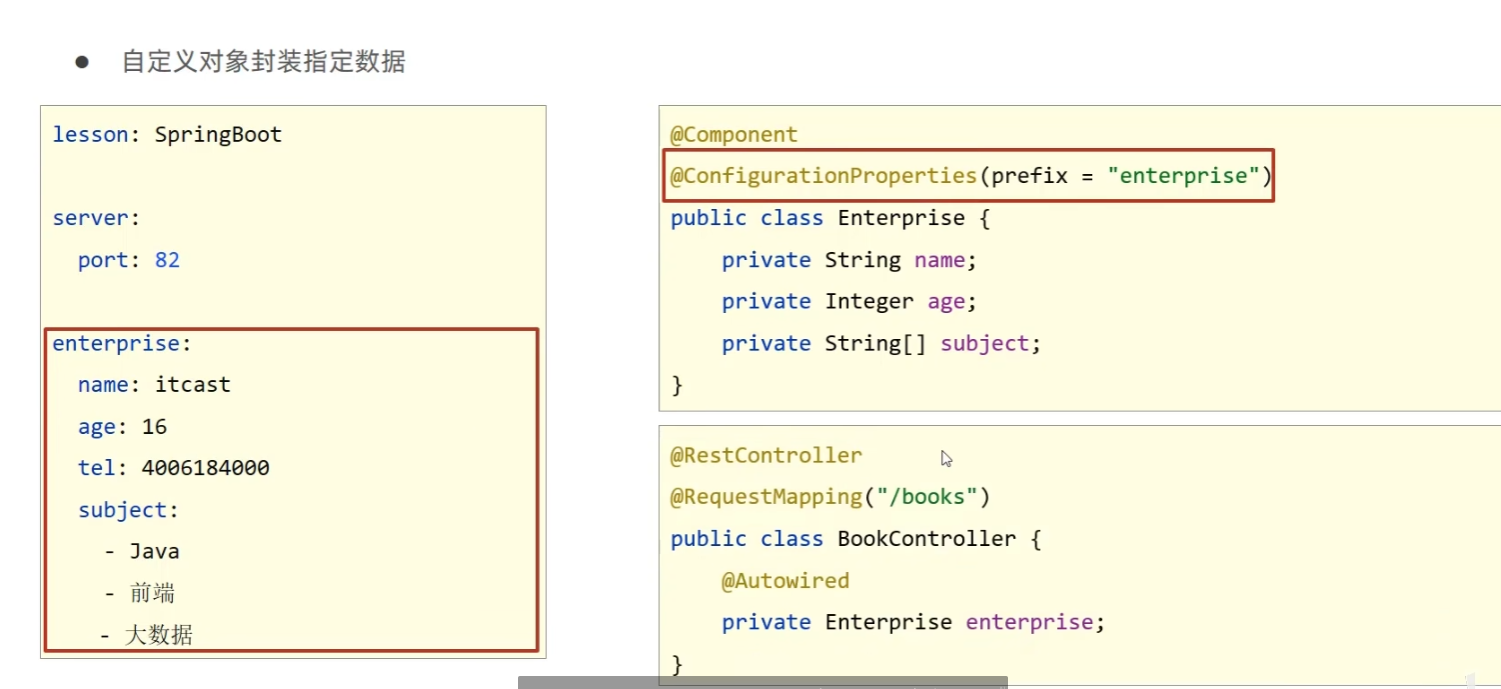 ● 自定义对象封装指定数据
lesson: SpringBoot
server:
  port: 82
enterprise:
  name: itcast
  age: 16
  tel: 4006184000
  subject:
    - Java
    - 前端
    - 大数据
@Component
@ConfigurationProperties(prefix = "enterprise")
public class Enterprise {
    private String name;
    private Integer age;
    private String[] subject;
}
@RestController
@RequestMapping("/books")
public class BookController {
    @Autowired
    private Enterprise enterprise;
}